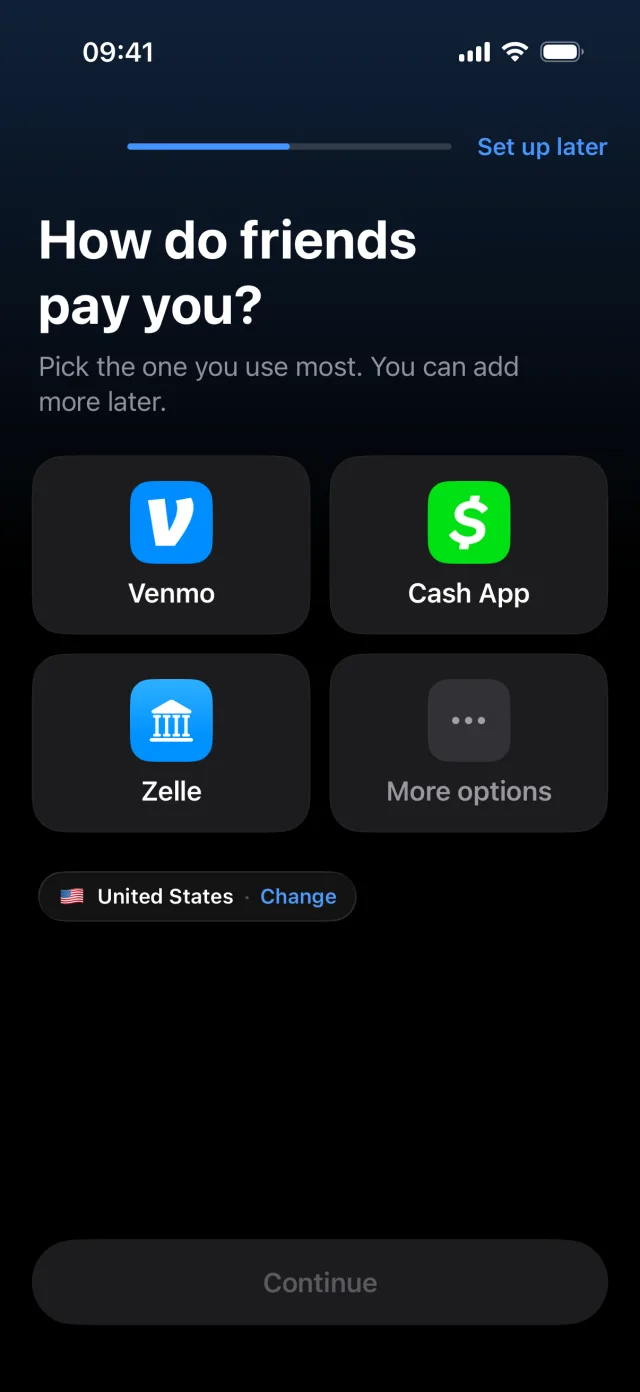 09:41
Set up later
How do friends
pay you?
Pick the one you use most. You can add
more later.
Venmo
Cash App
Zelle
More options
United States · Change
Continue